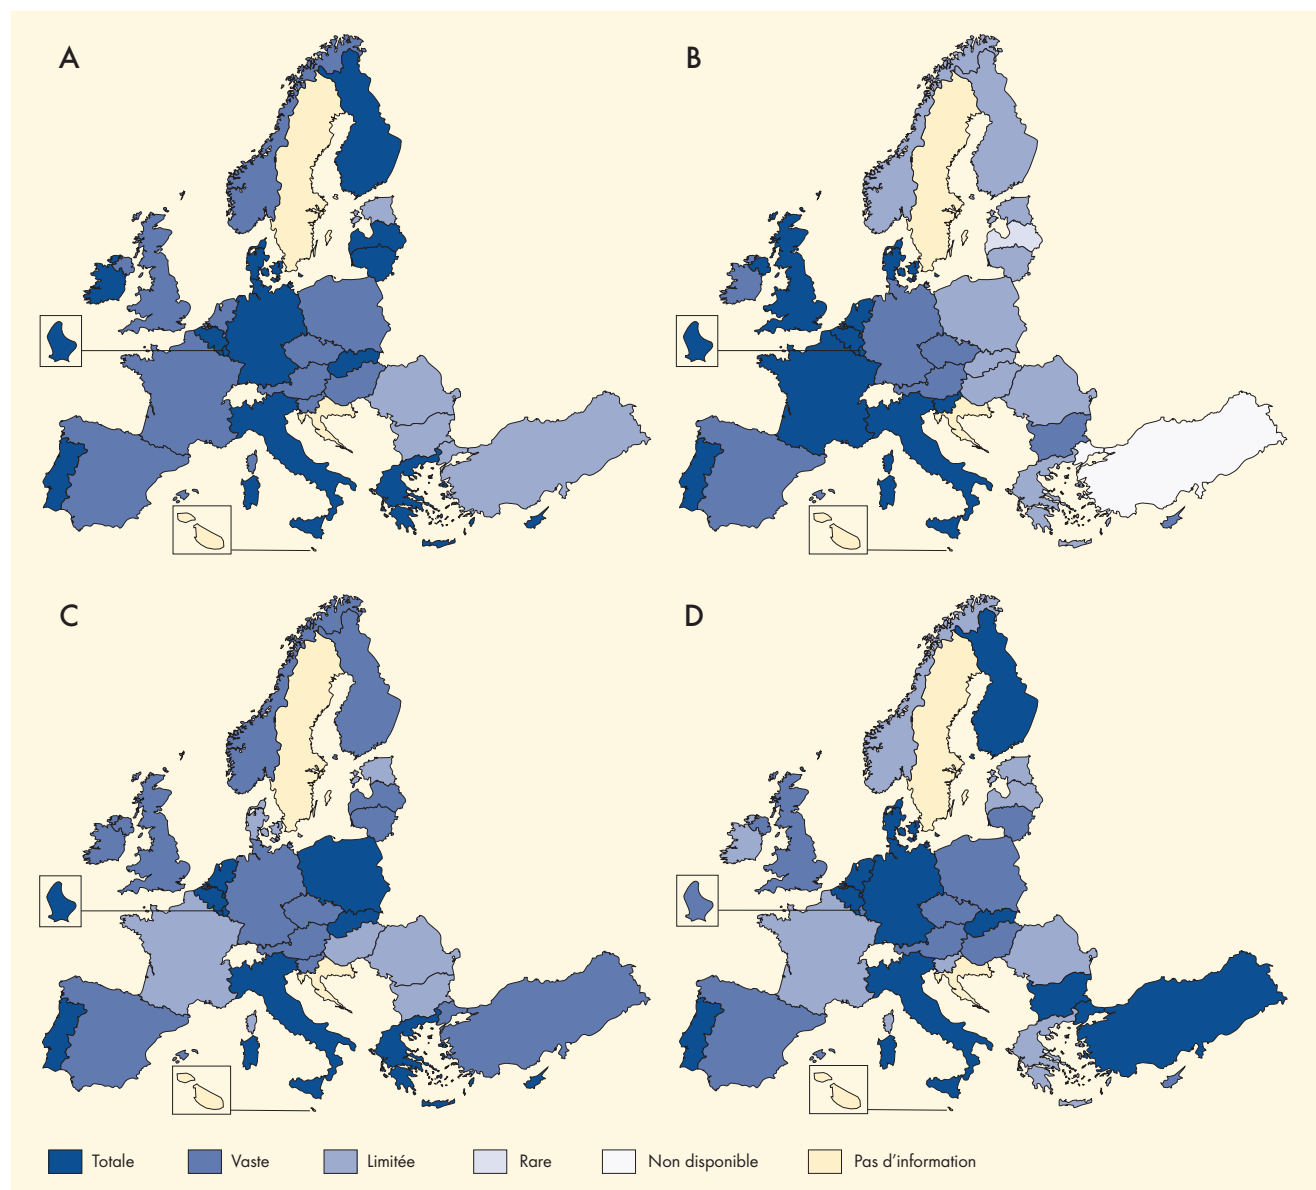 A
B
C
D
Totale
Vaste
Limitée
Rare
Non disponible
Pas d'information